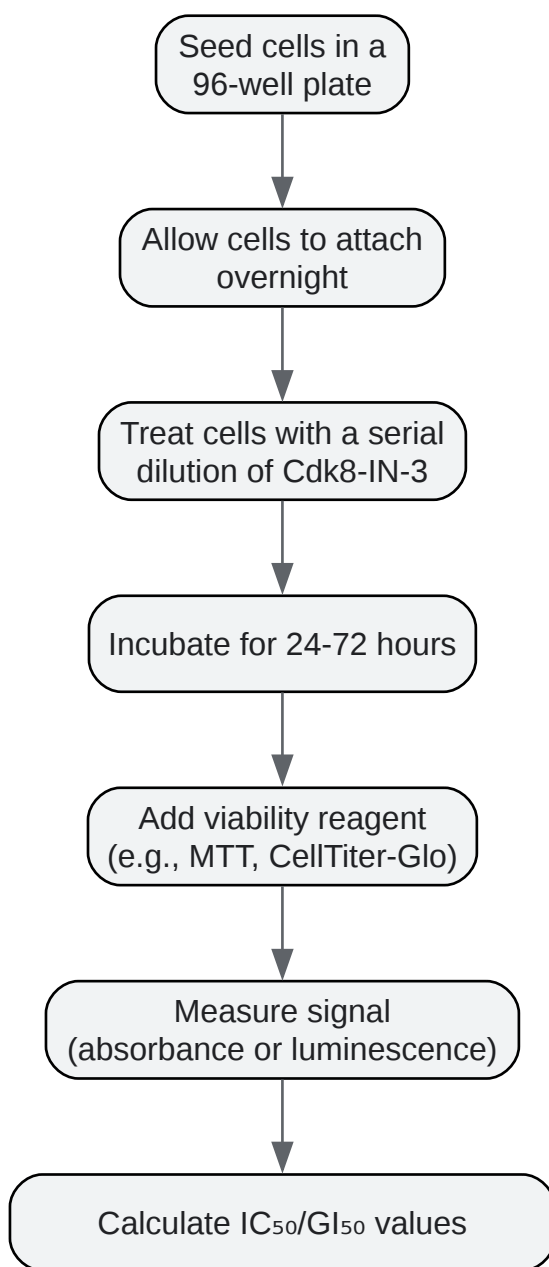 Seed cells in a
96-well plate
Allow cells to attach
overnight
Treat cells with a serial
dilution of Cdk8-IN-3
Incubate for 24-72 hours
Add viability reagent
(e.g., MTT, CellTiter-Glo)
Measure signal
(absorbance or luminescence)
Calculate IC₅₀/GI₅₀ values